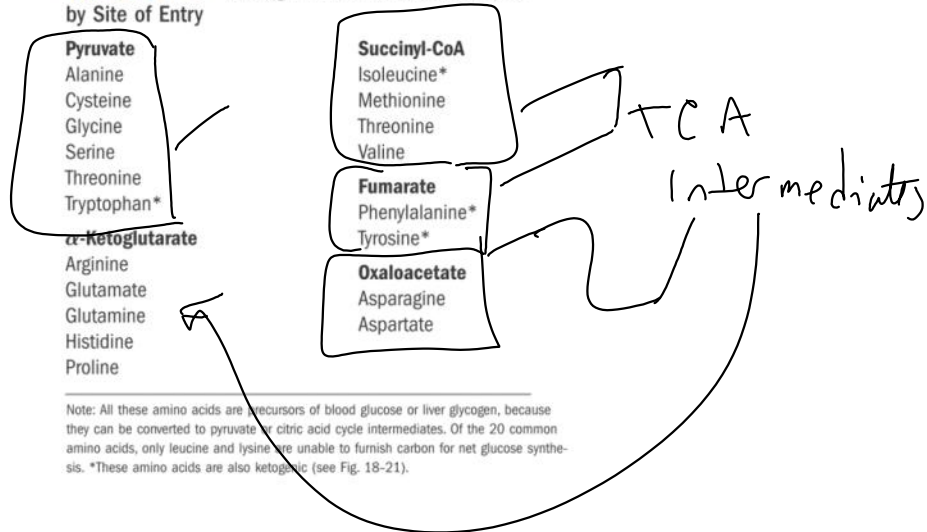 by Site of Entry
Pyruvate
Alanine
Cysteine
Glycine
Serine
Threonine
Tryptophan*
α-Ketoglutarate
Arginine
Glutamate
Glutamine
Histidine
Proline
Succinyl-CoA
Isoleucine*
Methionine
Threonine
Valine
Fumarate
Phenylalanine*
Tyrosine*
Oxaloacetate
Asparagine
Aspartate
TCA
Intermediates
Note: All these amino acids are precursors of blood glucose or liver glycogen, because
they can be converted to pyruvate or citric acid cycle intermediates. Of the 20 common
amino acids, only leucine and lysine are unable to furnish carbon for net glucose synthe-
sis. *These amino acids are also ketogenic (see Fig. 18–21).